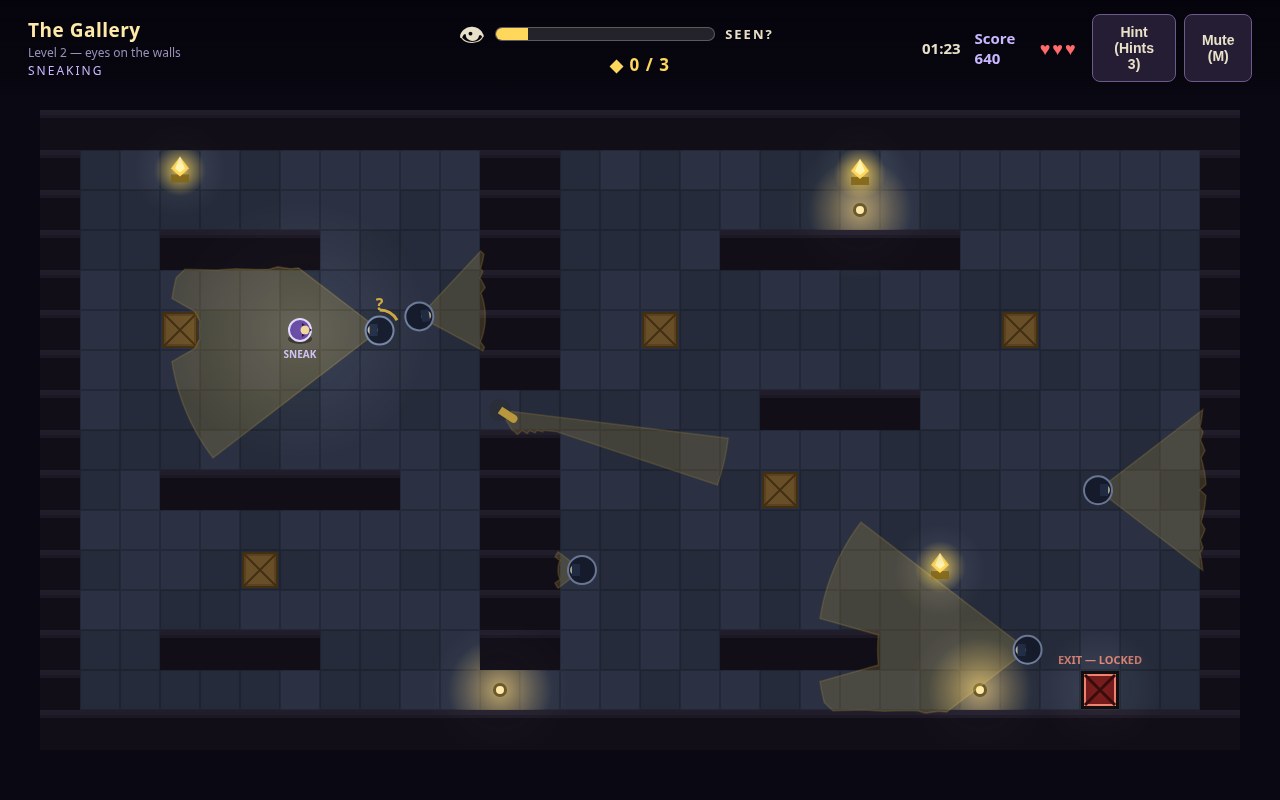 The Gallery
Level 2 — eyes on the walls
SNEAKING
SEEN?
◆ 0 / 3
01:23
Score
640
♥♥♥
Hint
(Hints
3)
Mute
(M)
?
SNEAK
EXIT — LOCKED